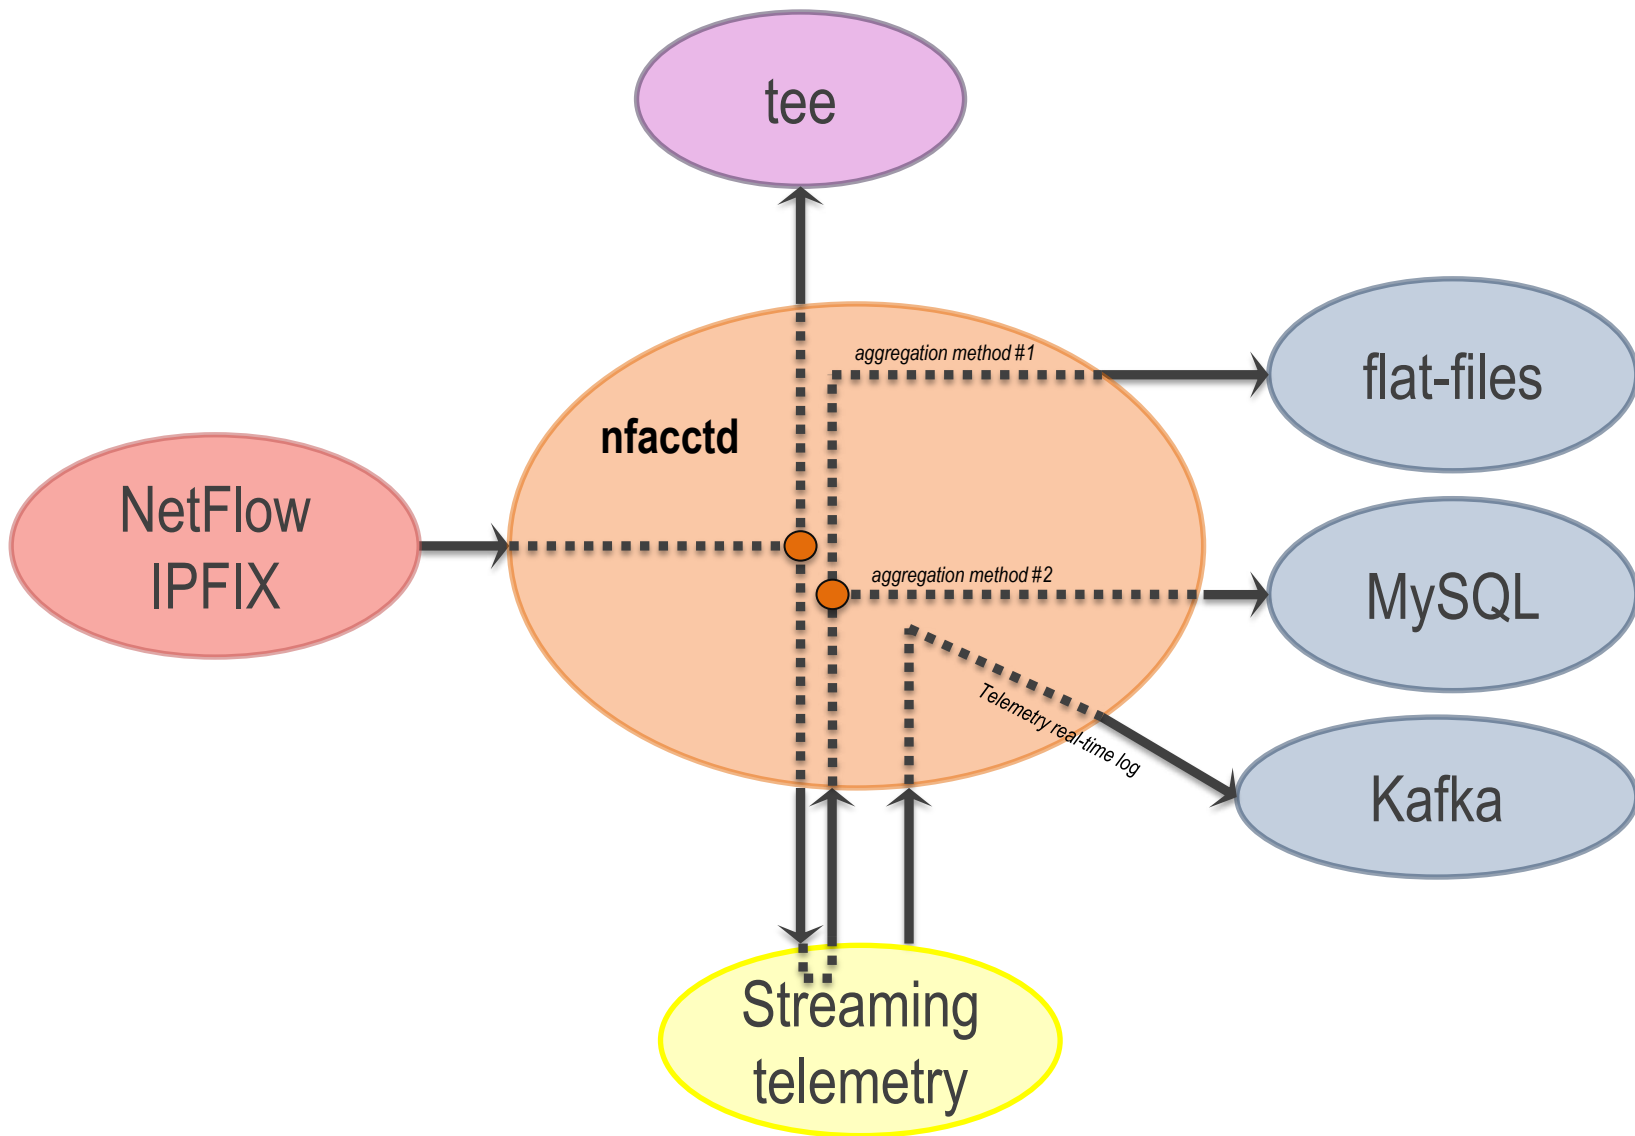 tee
aggregation method #1
flat-files
nfacctd
NetFlow
IPFIX
aggregation method #2
MySQL
Telemetry real-time log
Kafka
Streaming
telemetry